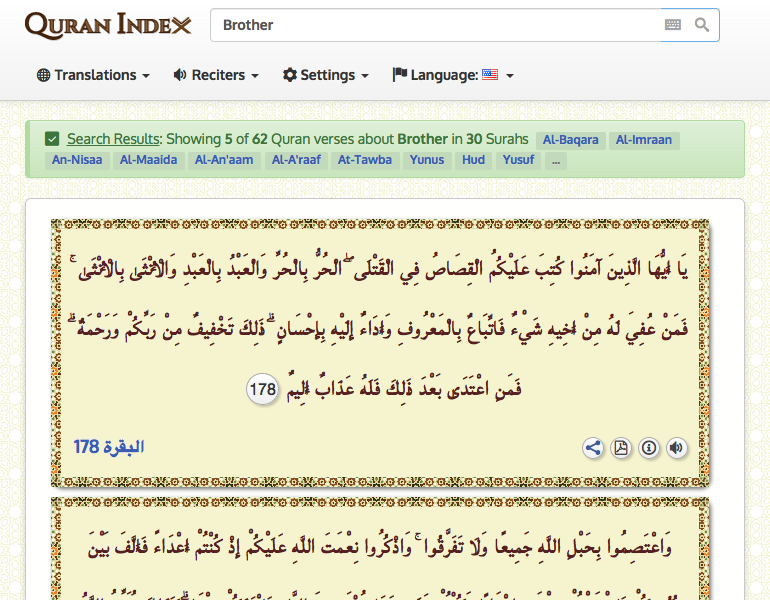 QURAN INDEX
Brother
Translations Reciters Settings Language:
Search Results: Showing 5 of 62 Quran verses about Brother in 30 Surahs Al-Baqara Al-Imraan
An-Nisaa Al-Maaida Al-An'aam Al-A'raaf At-Tawba Yunus Hud Yusuf ...
يَا أَيُّهَا الَّذِينَ آمَنُوا كُتِبَ عَلَيْكُمُ الْقِصَاصُ فِي الْقَتْلَى ۖ الْحُرُّ بِالْحُرِّ وَالْعَبْدُ بِالْعَبْدِ وَالْأُنْثَىٰ بِالْأُنْثَىٰ ۚ
فَمَنْ عُفِيَ لَهُ مِنْ أَخِيهِ شَيْءٌ فَاتِّبَاعٌ بِالْمَعْرُوفِ وَأَدَاءٌ إِلَيْهِ بِإِحْسَانٍ ۗ ذَٰلِكَ تَخْفِيفٌ مِنْ رَبِّكُمْ وَرَحْمَةٌ ۗ
فَمَنِ اعْتَدَى بَعْدَ ذَٰلِكَ فَلَهُ عَذَابٌ أَلِيمٌ 178
البقرة 178
وَاعْتَصِمُوا بِحَبْلِ اللَّهِ جَمِيعًا وَلَا تَفَرَّقُوا ۚ وَاذْكُرُوا نِعْمَتَ اللَّهِ عَلَيْكُمْ إِذْ كُنْتُمْ أَعْدَاءً فَأَلَّفَ بَيْنَ